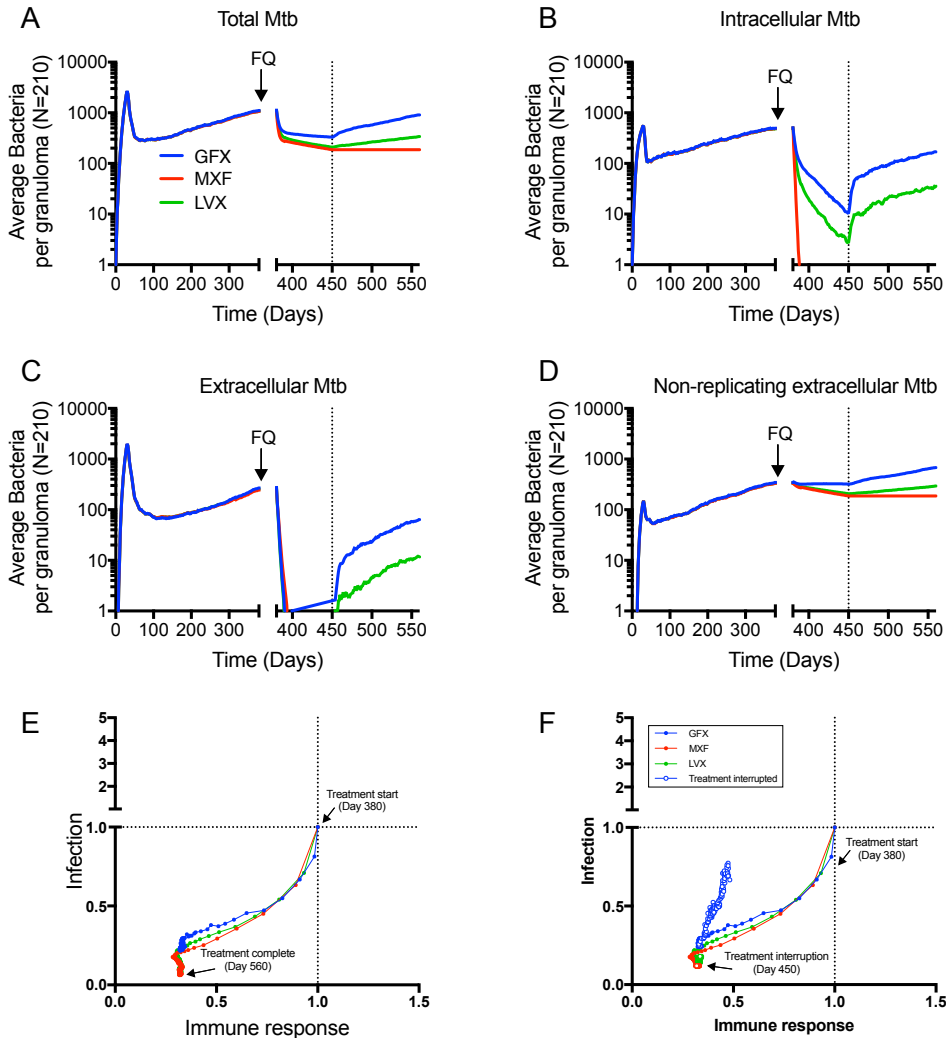 A
Total Mtb
Average Bacteria
per granuloma (N=210)
10000
1000
100
10
1
FQ
GFX
MXF
LVX
0 100 200 300 400 450 500 550
Time (Days)
B
Intracellular Mtb
Average Bacteria
per granuloma (N=210)
10000
1000
100
10
1
FQ
0 100 200 300 400 450 500 550
Time (Days)
C
Extracellular Mtb
Average Bacteria
per granuloma (N=210)
10000
1000
100
10
1
FQ
0 100 200 300 400 450 500 550
Time (Days)
D
Non-replicating extracellular Mtb
Average Bacteria
per granuloma (N=210)
10000
1000
100
10
1
FQ
0 100 200 300 400 450 500 550
Time (Days)
E
Infection
5
4
3
2
1.0
0.5
0.0
Treatment start
(Day 380)
Treatment complete
(Day 560)
0.0 0.5 1.0 1.5
Immune response
F
Infection
5
4
3
2
1.0
0.5
0.0
GFX
MXF
LVX
Treatment interrupted
Treatment start
(Day 380)
Treatment interruption
(Day 450)
0.0 0.5 1.0 1.5
Immune response